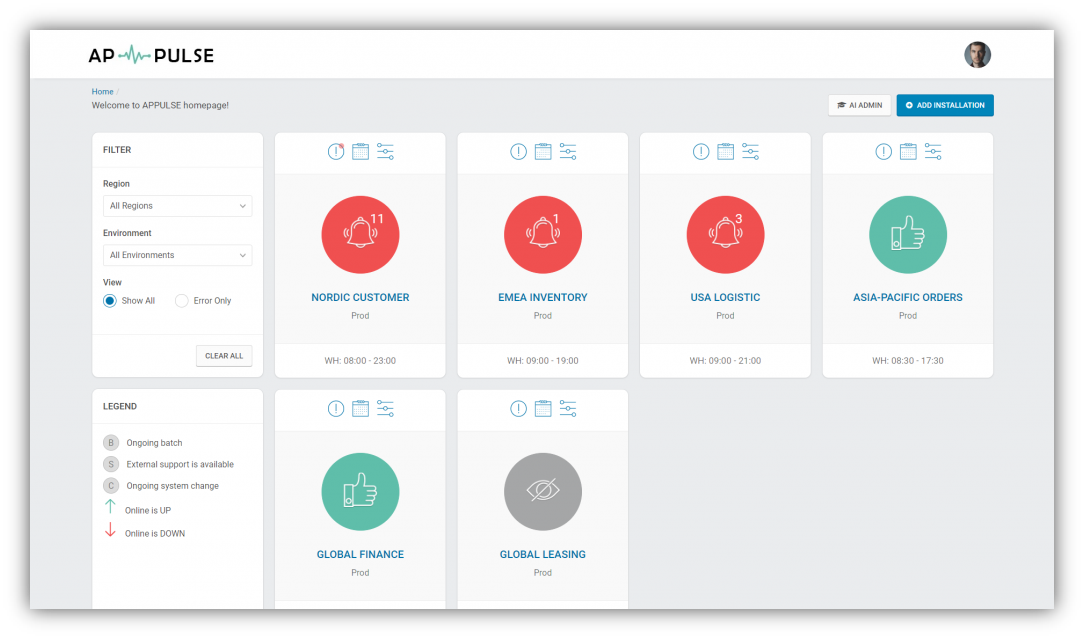 AP PULSE
Home /
Welcome to APPULSE homepage!
AI ADMIN
ADD INSTALLATION
FILTER
Region
All Regions
Environment
All Environments
View
Show All
Error Only
CLEAR ALL
11
NORDIC CUSTOMER
Prod
WH: 08:00 - 23:00
1
EMEA INVENTORY
Prod
WH: 09:00 - 19:00
3
USA LOGISTIC
Prod
WH: 09:00 - 21:00
ASIA-PACIFIC ORDERS
Prod
WH: 08:30 - 17:30
LEGEND
B Ongoing batch
S External support is available
C Ongoing system change
Online is UP
Online is DOWN
GLOBAL FINANCE
Prod
GLOBAL LEASING
Prod